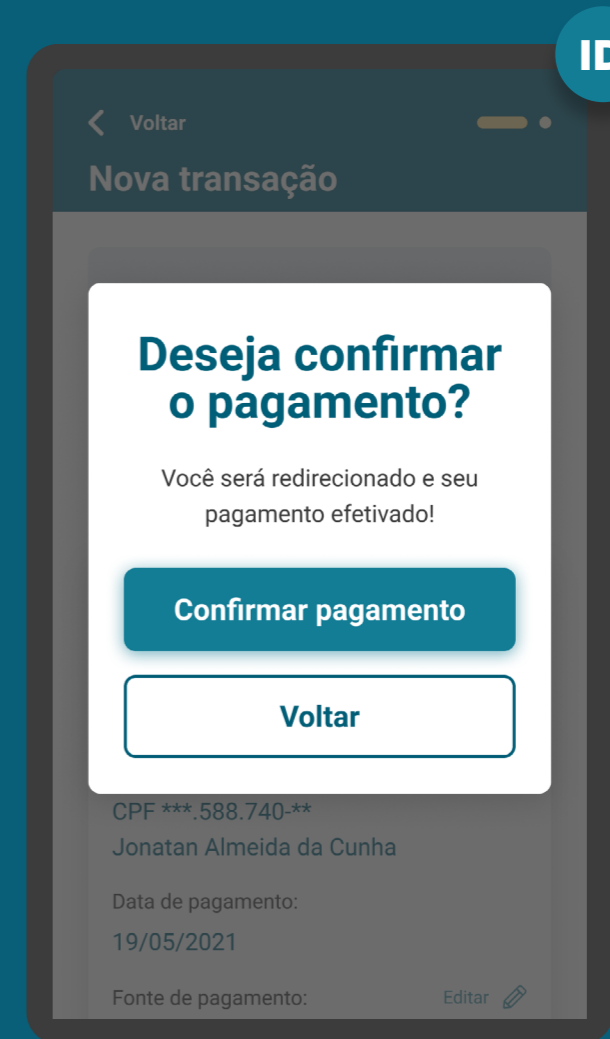 ID
Voltar
Nova transação
Deseja confirmar
o pagamento?
Você será redirecionado e seu
pagamento efetivado!
Confirmar pagamento
Voltar
CPF ***.588.740-**
Jonatan Almeida da Cunha
Data de pagamento:
19/05/2021
Fonte de pagamento:
Editar